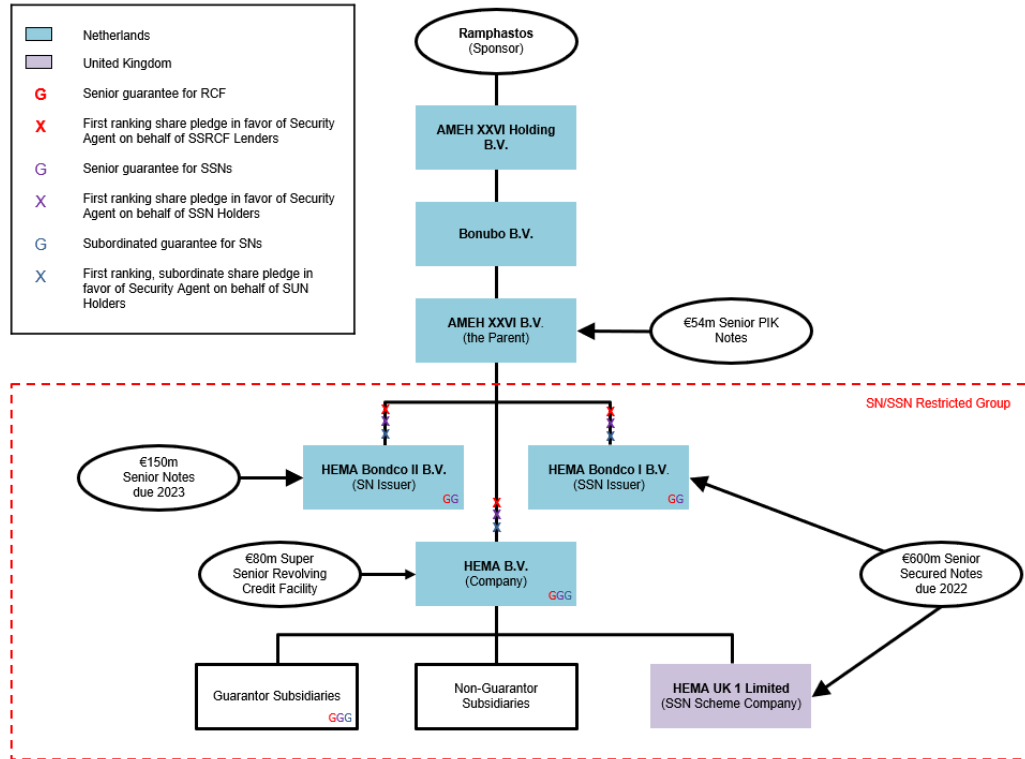 Netherlands
United Kingdom
G
Senior guarantee for RCF
X
First ranking share pledge in favor of Security
Agent on behalf of SSRCF Lenders
G
Senior guarantee for SSNs
X
First ranking share pledge in favor of Security
Agent on behalf of SSN Holders
G
Subordinated guarantee for SNs
X
First ranking, subordinate share pledge in
favor of Security Agent on behalf of SUN
Holders
Ramphastos
(Sponsor)
AMEH XXVI Holding
B.V.
Bonubo B.V.
AMEH XXVI B.V.
(the Parent)
€54m Senior PIK
Notes
SN/SSN Restricted Group
X
X
X
X
X
X
€150m
Senior Notes
due 2023
HEMA Bondco II B.V.
(SN Issuer)
GG
HEMA Bondco I B.V.
(SSN Issuer)
GG
X
X
X
€80m Super
Senior Revolving
Credit Facility
HEMA B.V.
(Company)
GGG
€600m Senior
Secured Notes
due 2022
Guarantor Subsidiaries
GGG
Non-Guarantor
Subsidiaries
HEMA UK 1 Limited
(SSN Scheme Company)